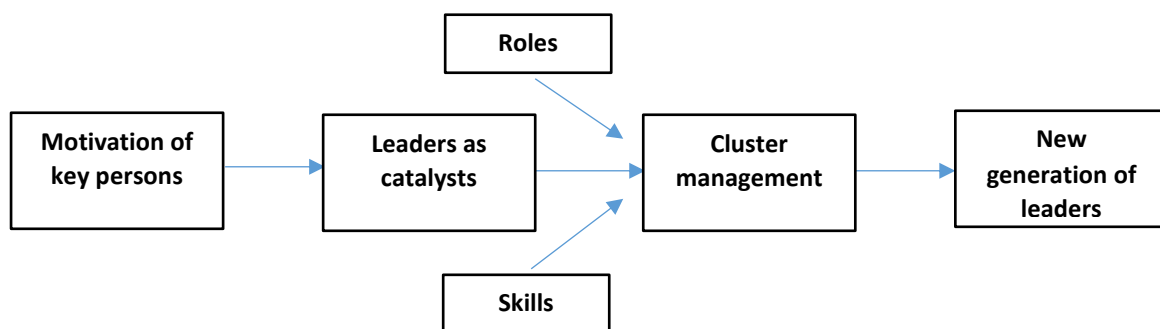 Roles
Motivation of
key persons
Leaders as
catalysts
Cluster
management
New
generation of
leaders
Skills